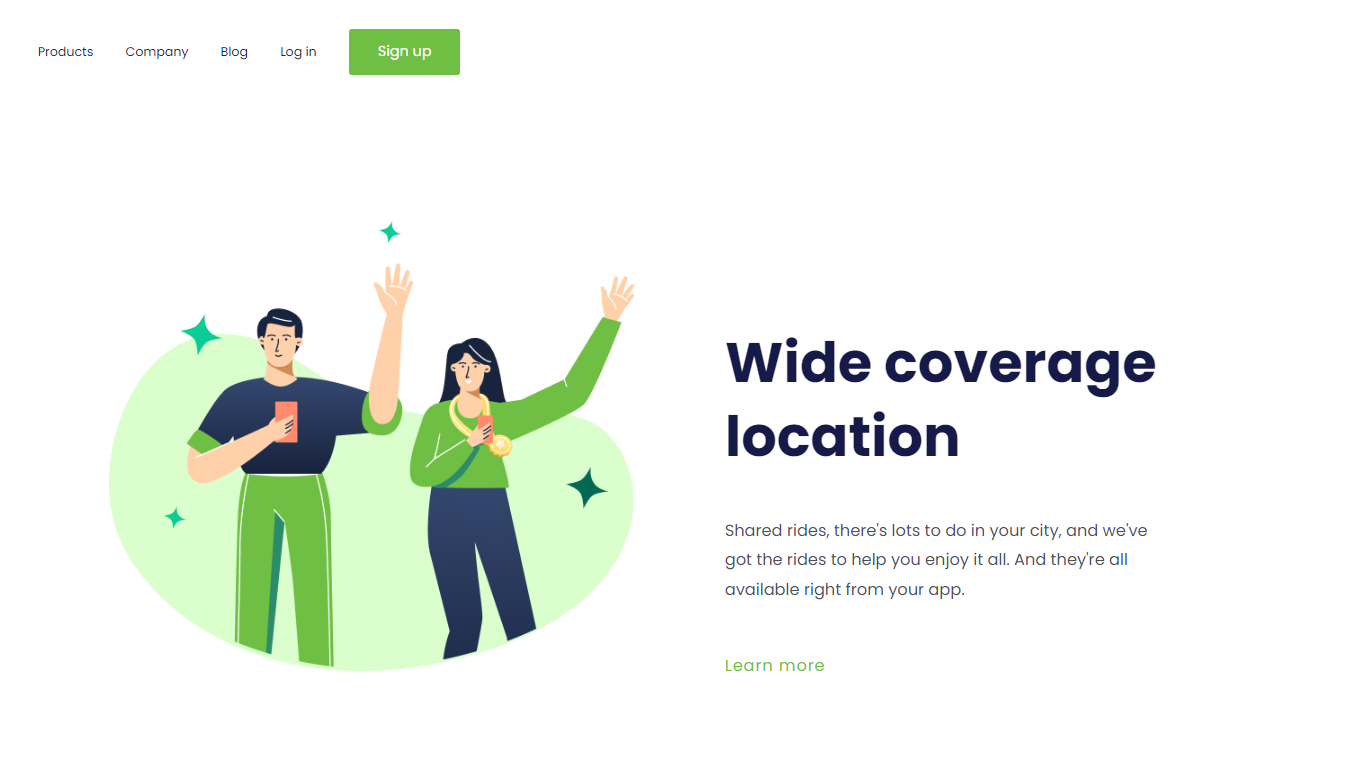 Products Company Blog Log in Sign up
Wide coverage
location
Shared rides, there's lots to do in your city, and we've
got the rides to help you enjoy it all. And they're all
available right from your app.
Learn more